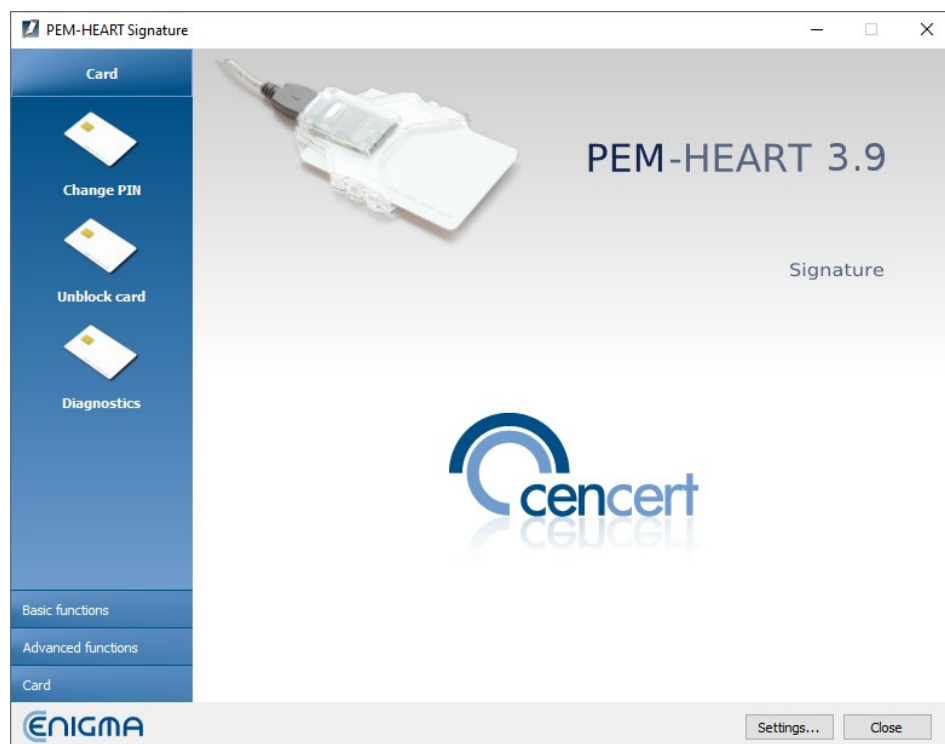 PEM-HEART Signature
Card
Change PIN
Unblock card
Diagnostics
Basic functions
Advanced functions
Card
PEM-HEART 3.9
Signature
cencert
ENIGMA
Settings...
Close